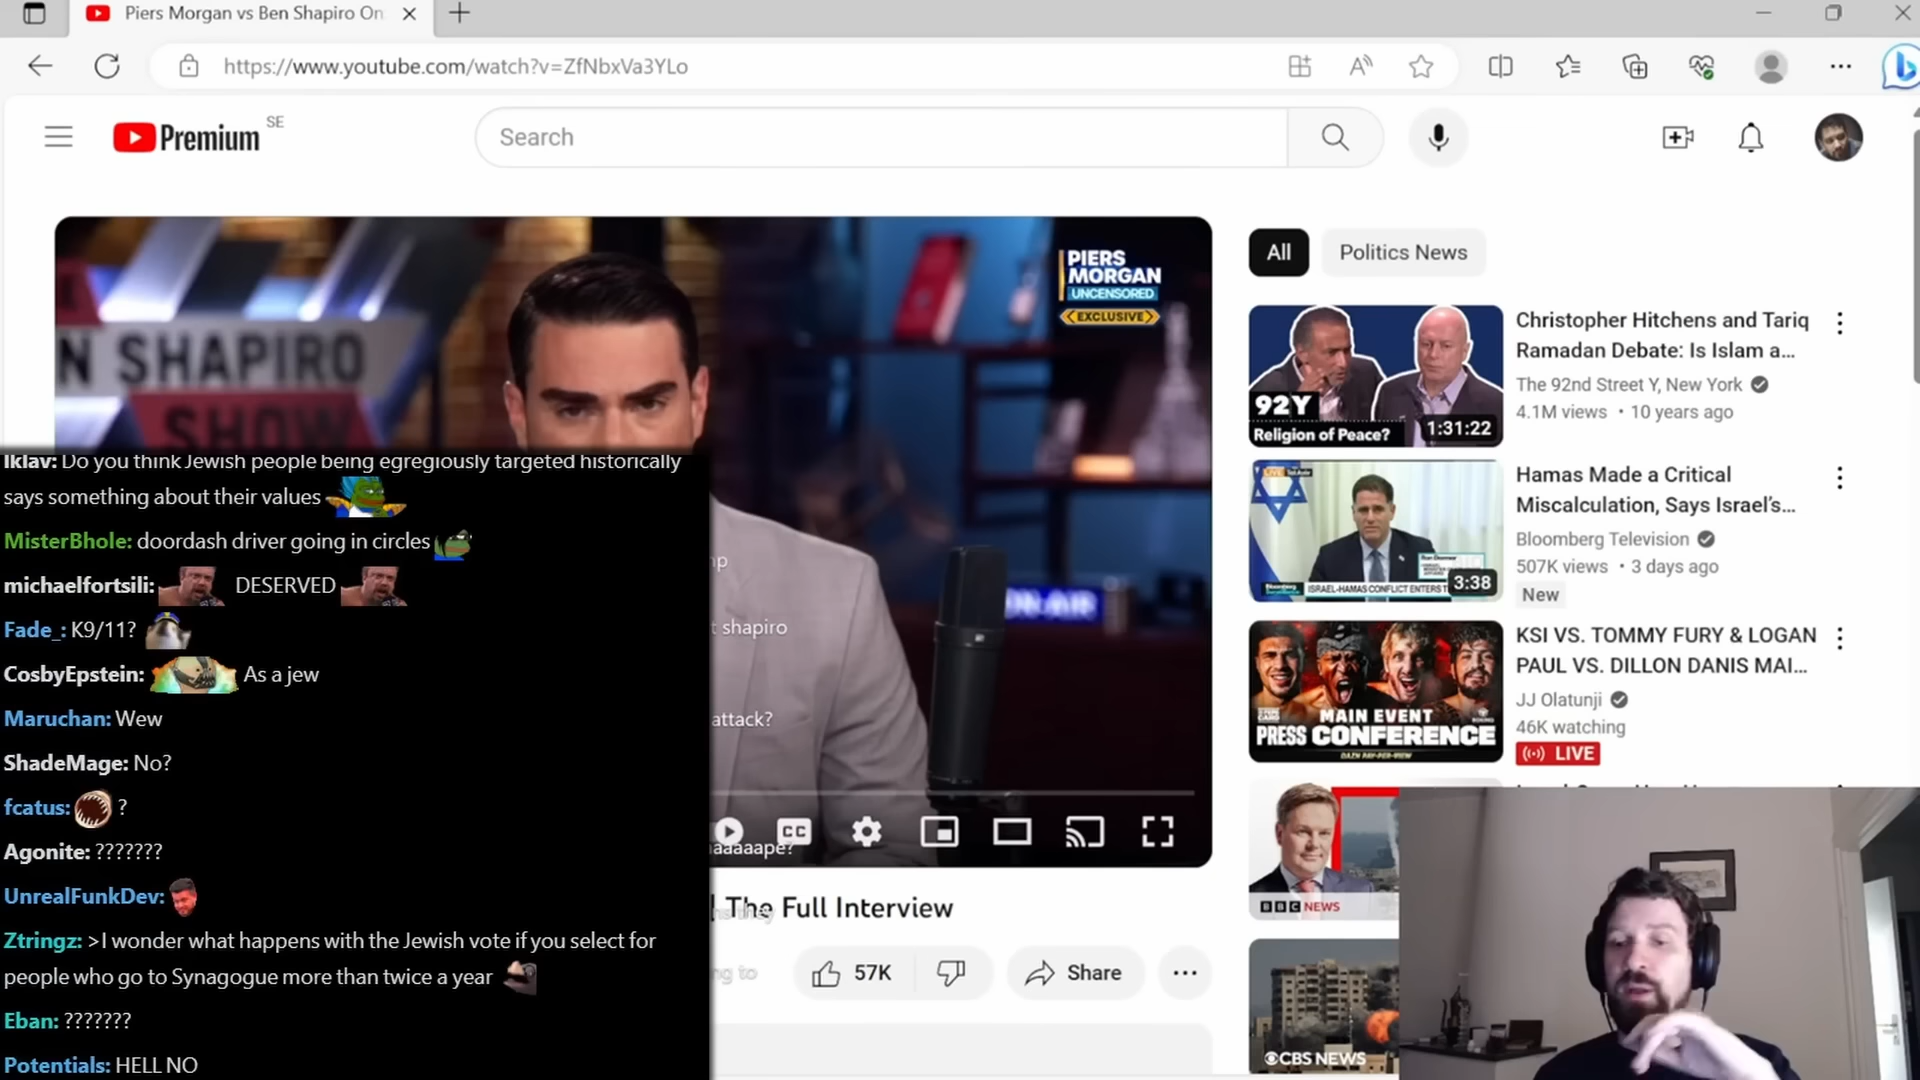 Piers Morgan vs Ben Shapiro On
https://www.youtube.com/watch?v=ZfNbxVa3YLo
Premium
SE
Search
N SHAPIRO
SHOW
PIERS
MORGAN
UNCENSORED
EXCLUSIVE
ON AIR
All
Politics News
92Y
Religion of Peace?
1:31:22
Christopher Hitchens and Tariq
Ramadan Debate: Is Islam a...
The 92nd Street Y, New York
4.1M views • 10 years ago
ISRAEL-HAMAS CONFLICT ENTERS
3:38
Hamas Made a Critical
Miscalculation, Says Israel's...
Bloomberg Television
507K views • 3 days ago
New
MAIN EVENT
PRESS CONFERENCE
KSI VS. TOMMY FURY & LOGAN
PAUL VS. DILLON DANIS MAI...
JJ Olatunji
46K watching
LIVE
BBC NEWS
CBS NEWS
Iklav: Do you think Jewish people being egregiously targeted historically
says something about their values
MisterBhole: doordash driver going in circles
michaelfortsili: DESERVED
Fade_: K9/11?
CosbyEpstein: As a jew
Maruchan: Wew
ShadeMage: No?
fcatus: ?
Agonite: ???????
UnrealFunkDev:
Ztringz: >I wonder what happens with the Jewish vote if you select for
people who go to Synagogue more than twice a year
Eban: ???????
Potentials: HELL NO
shapiro
attack?
CC
The Full Interview
57K
Share